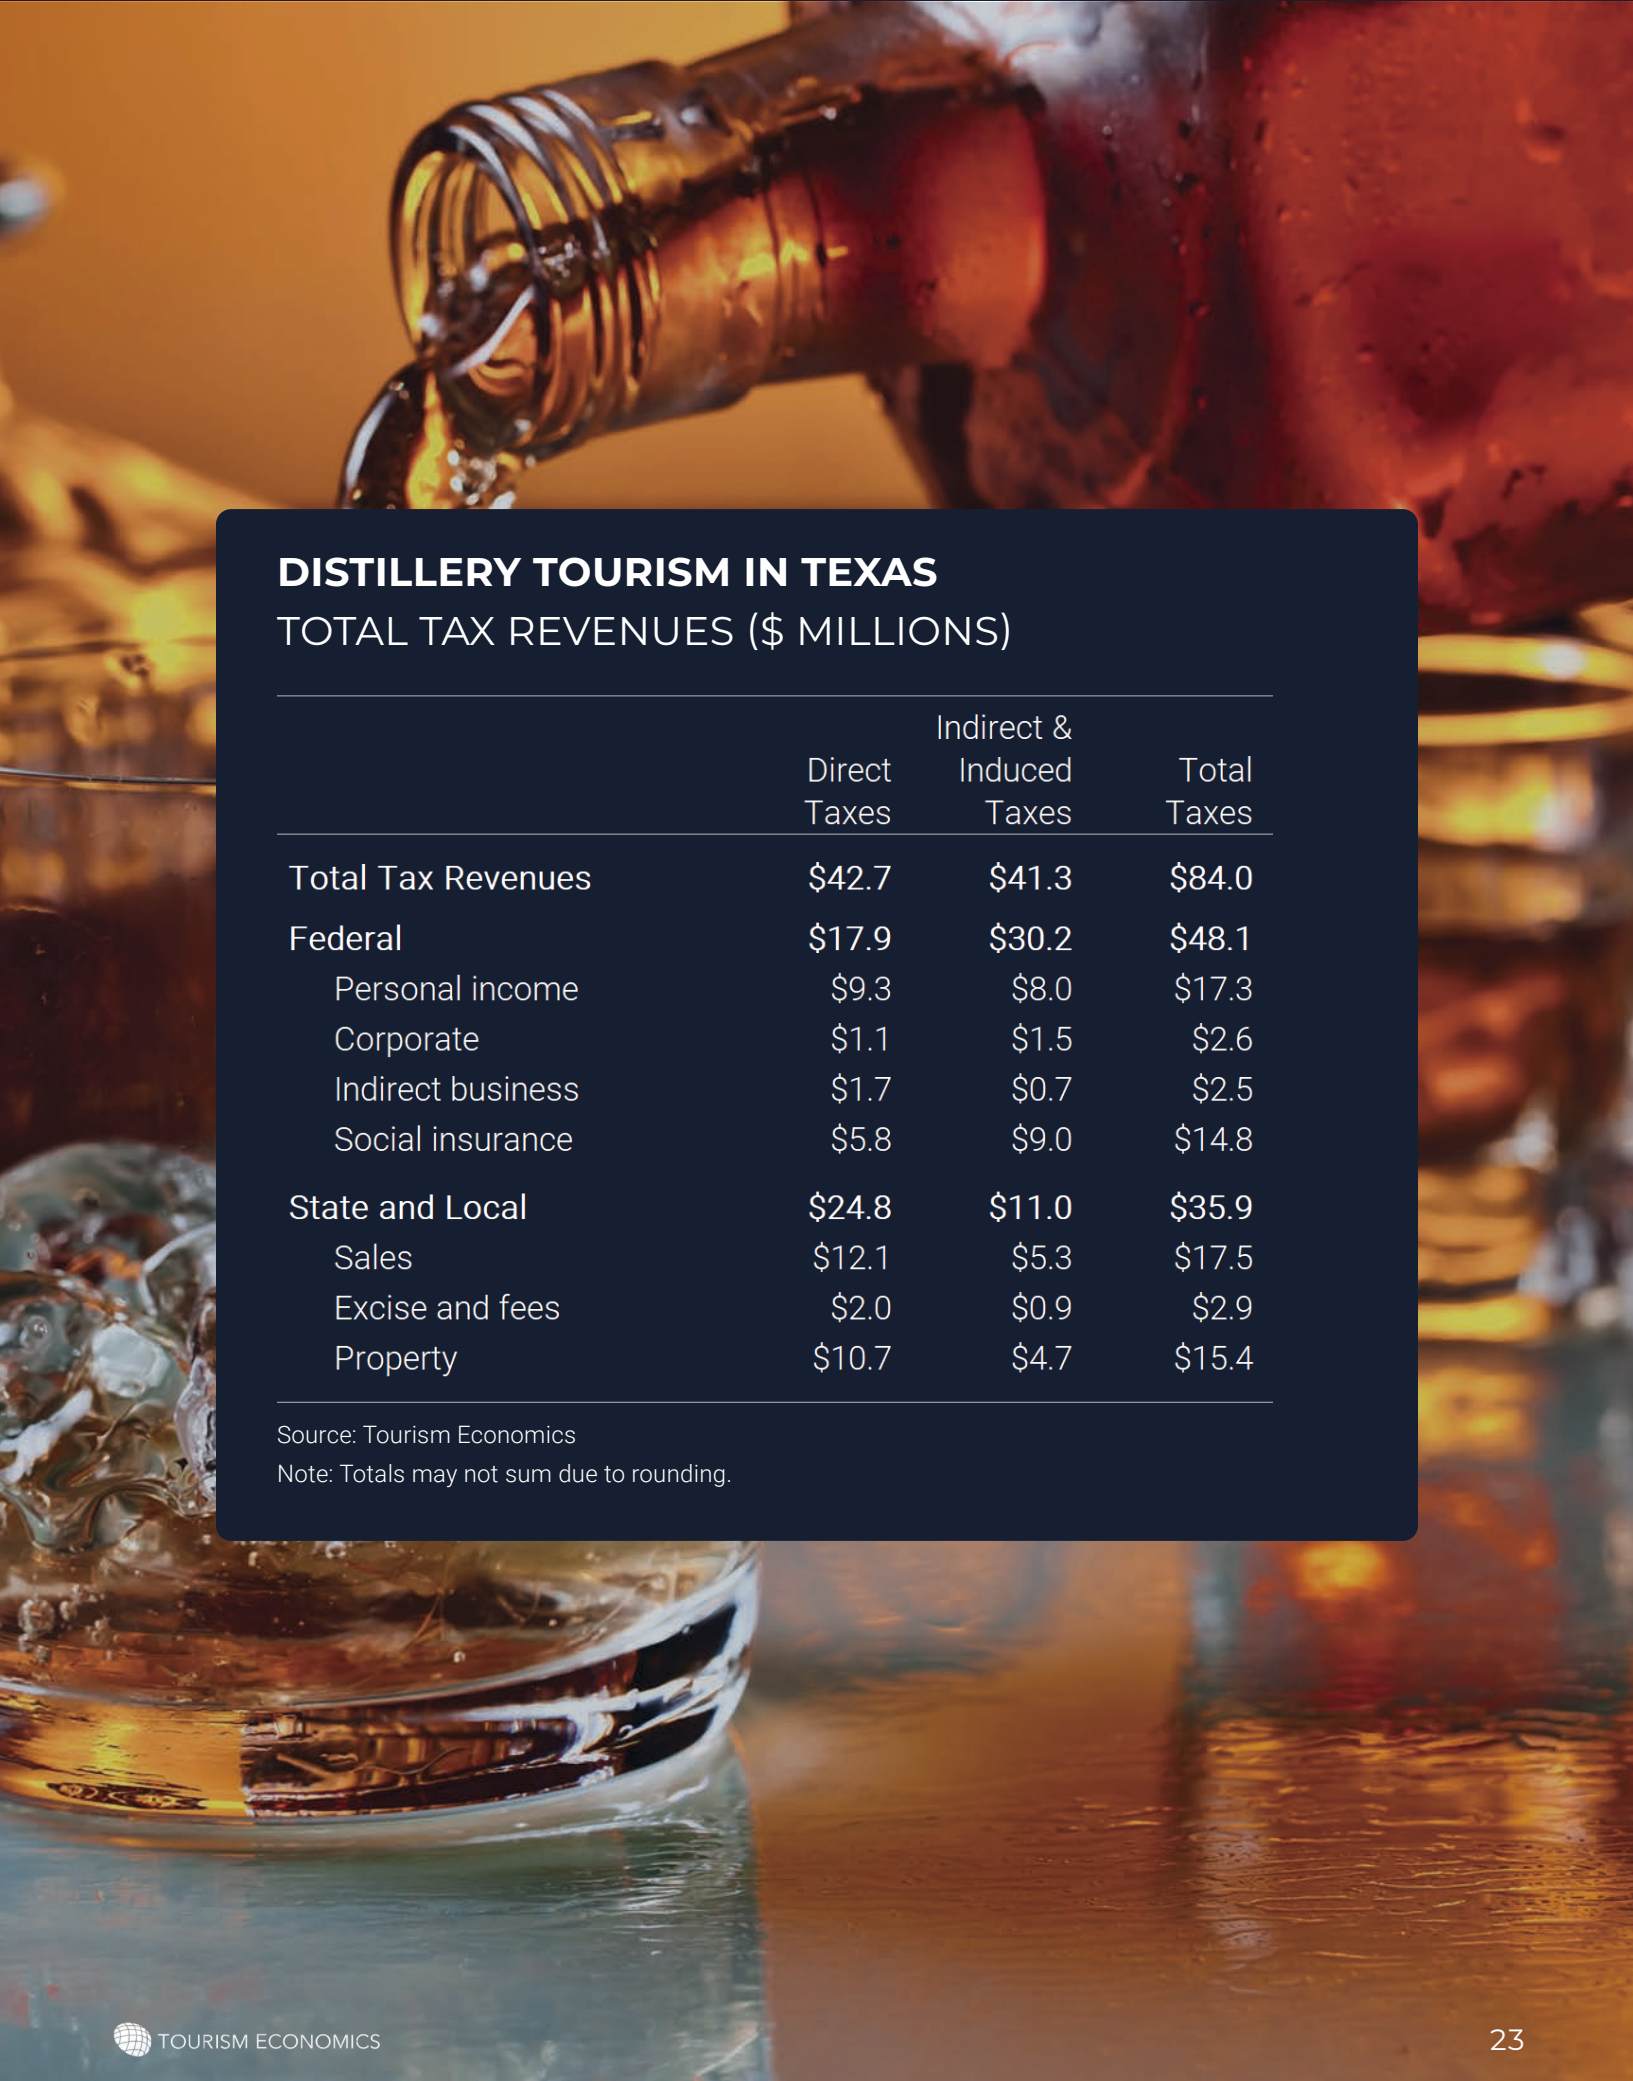 DISTILLERY TOURISM IN TEXAS
TOTAL TAX REVENUES ($ MILLIONS)
Direct Taxes Indirect & Induced Taxes Total Taxes
Total Tax Revenues $42.7 $41.3 $84.0
Federal $17.9 $30.2 $48.1
Personal income $9.3 $8.0 $17.3
Corporate $1.1 $1.5 $2.6
Indirect business $1.7 $0.7 $2.5
Social insurance $5.8 $9.0 $14.8
State and Local $24.8 $11.0 $35.9
Sales $12.1 $5.3 $17.5
Excise and fees $2.0 $0.9 $2.9
Property $10.7 $4.7 $15.4
Source: Tourism Economics
Note: Totals may not sum due to rounding.
TOURISM ECONOMICS
23